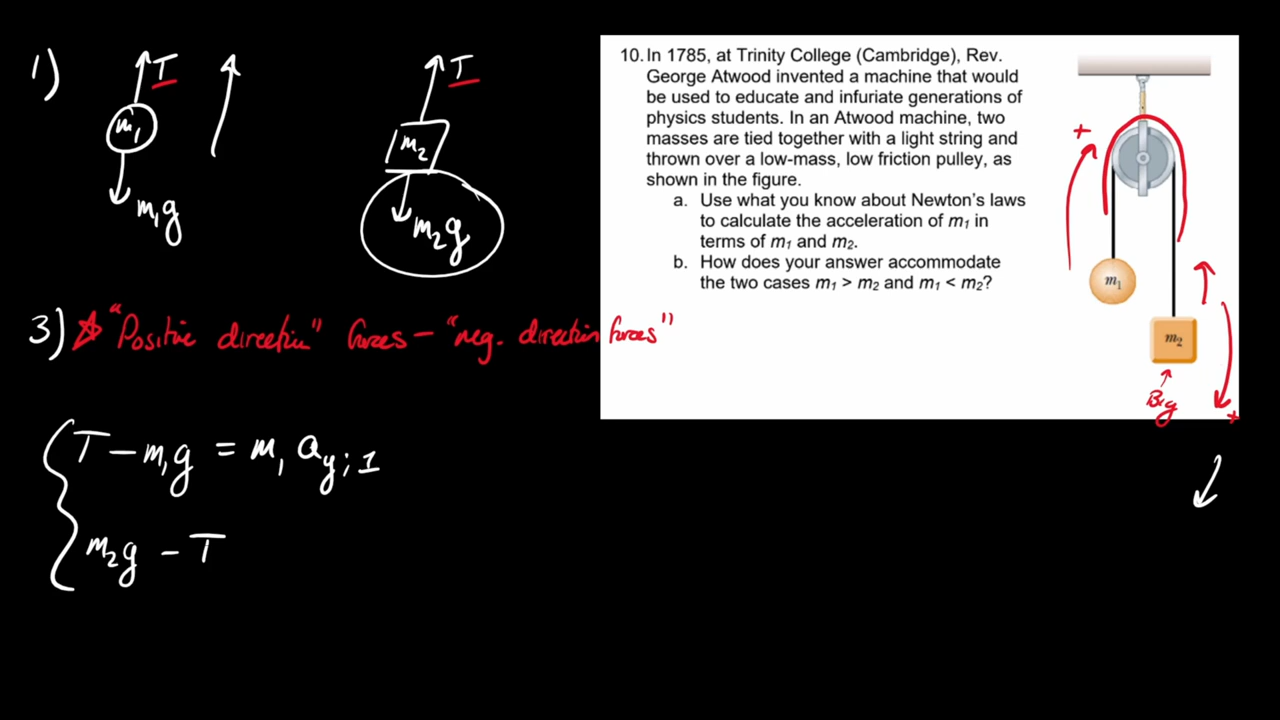 1)
T
m₁
m₁g
T
m₂
m₂g
10. In 1785, at Trinity College (Cambridge), Rev.
George Atwood invented a machine that would
be used to educate and infuriate generations of
physics students. In an Atwood machine, two
masses are tied together with a light string and
thrown over a low-mass, low friction pulley, as
shown in the figure.
a. Use what you know about Newton's laws
to calculate the acceleration of m₁ in
terms of m₁ and m₂.
b. How does your answer accommodate
the two cases m₁ > m₂ and m₁ < m₂?
+
m₁
m₂
Big
+
3) ☆ "Positive direction" forces – "neg. direction forces"
T – m₁g = m₁ a_y;1
m₂g – T